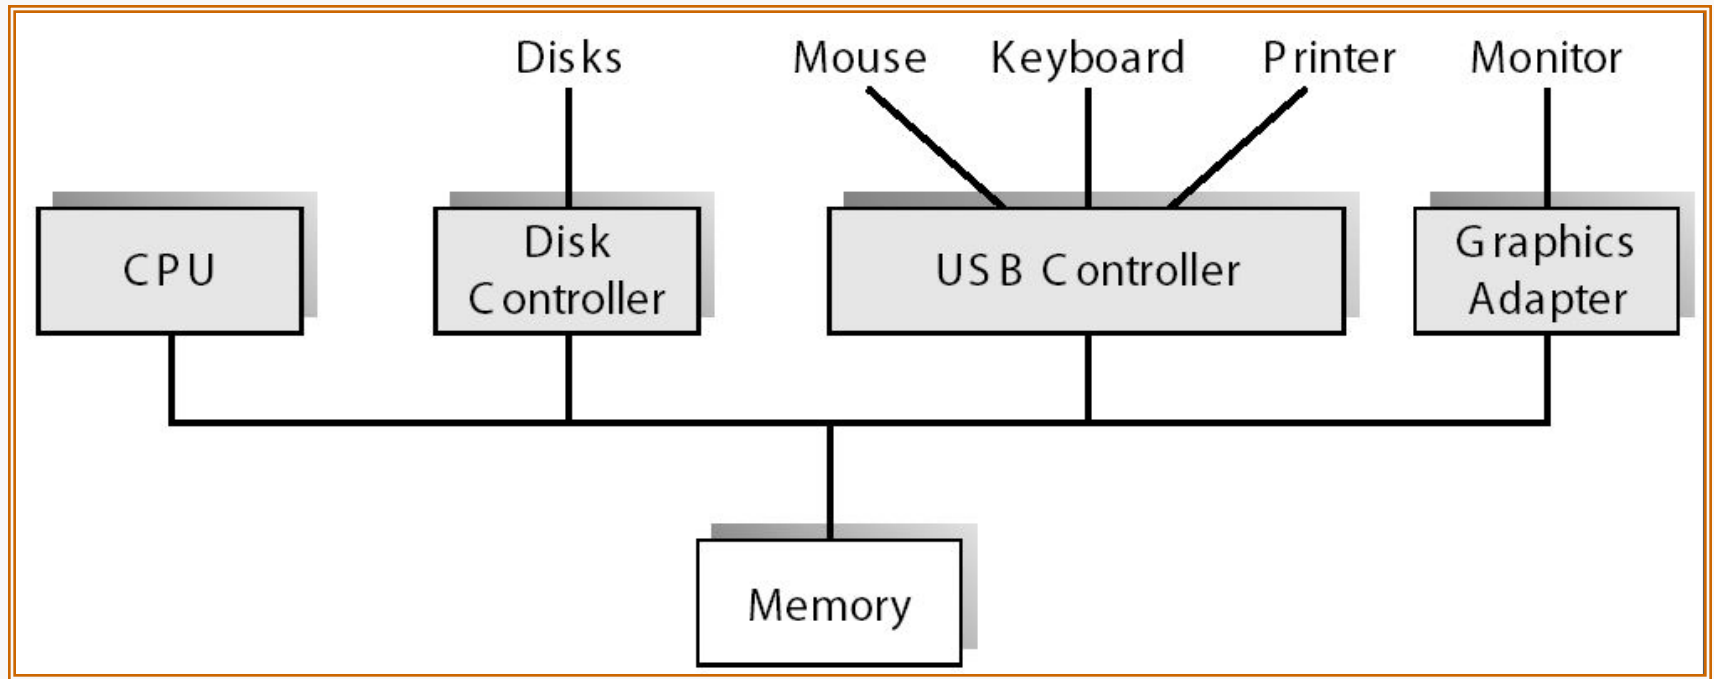 Disks
Mouse
Keyboard
Printer
Monitor
CPU
Disk
Controller
USB Controller
Graphics
Adapter
Memory